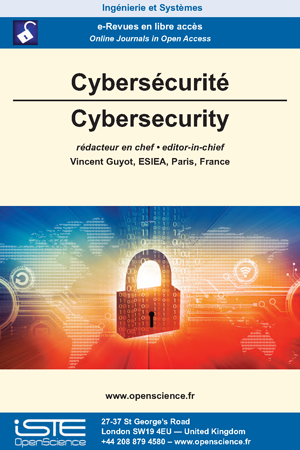 Ingénierie et Systèmes
e-Revues en libre accès
Online Journals in Open Access
Cybersécurité
Cybersecurity
rédacteur en chef • editor-in-chief
Vincent Guyot, ESIEA, Paris, France
www.openscience.fr
iSTE
OpenScience
27-37 St George's Road
London SW19 4EU — United Kingdom
+44 208 879 4580 – www.openscience.fr